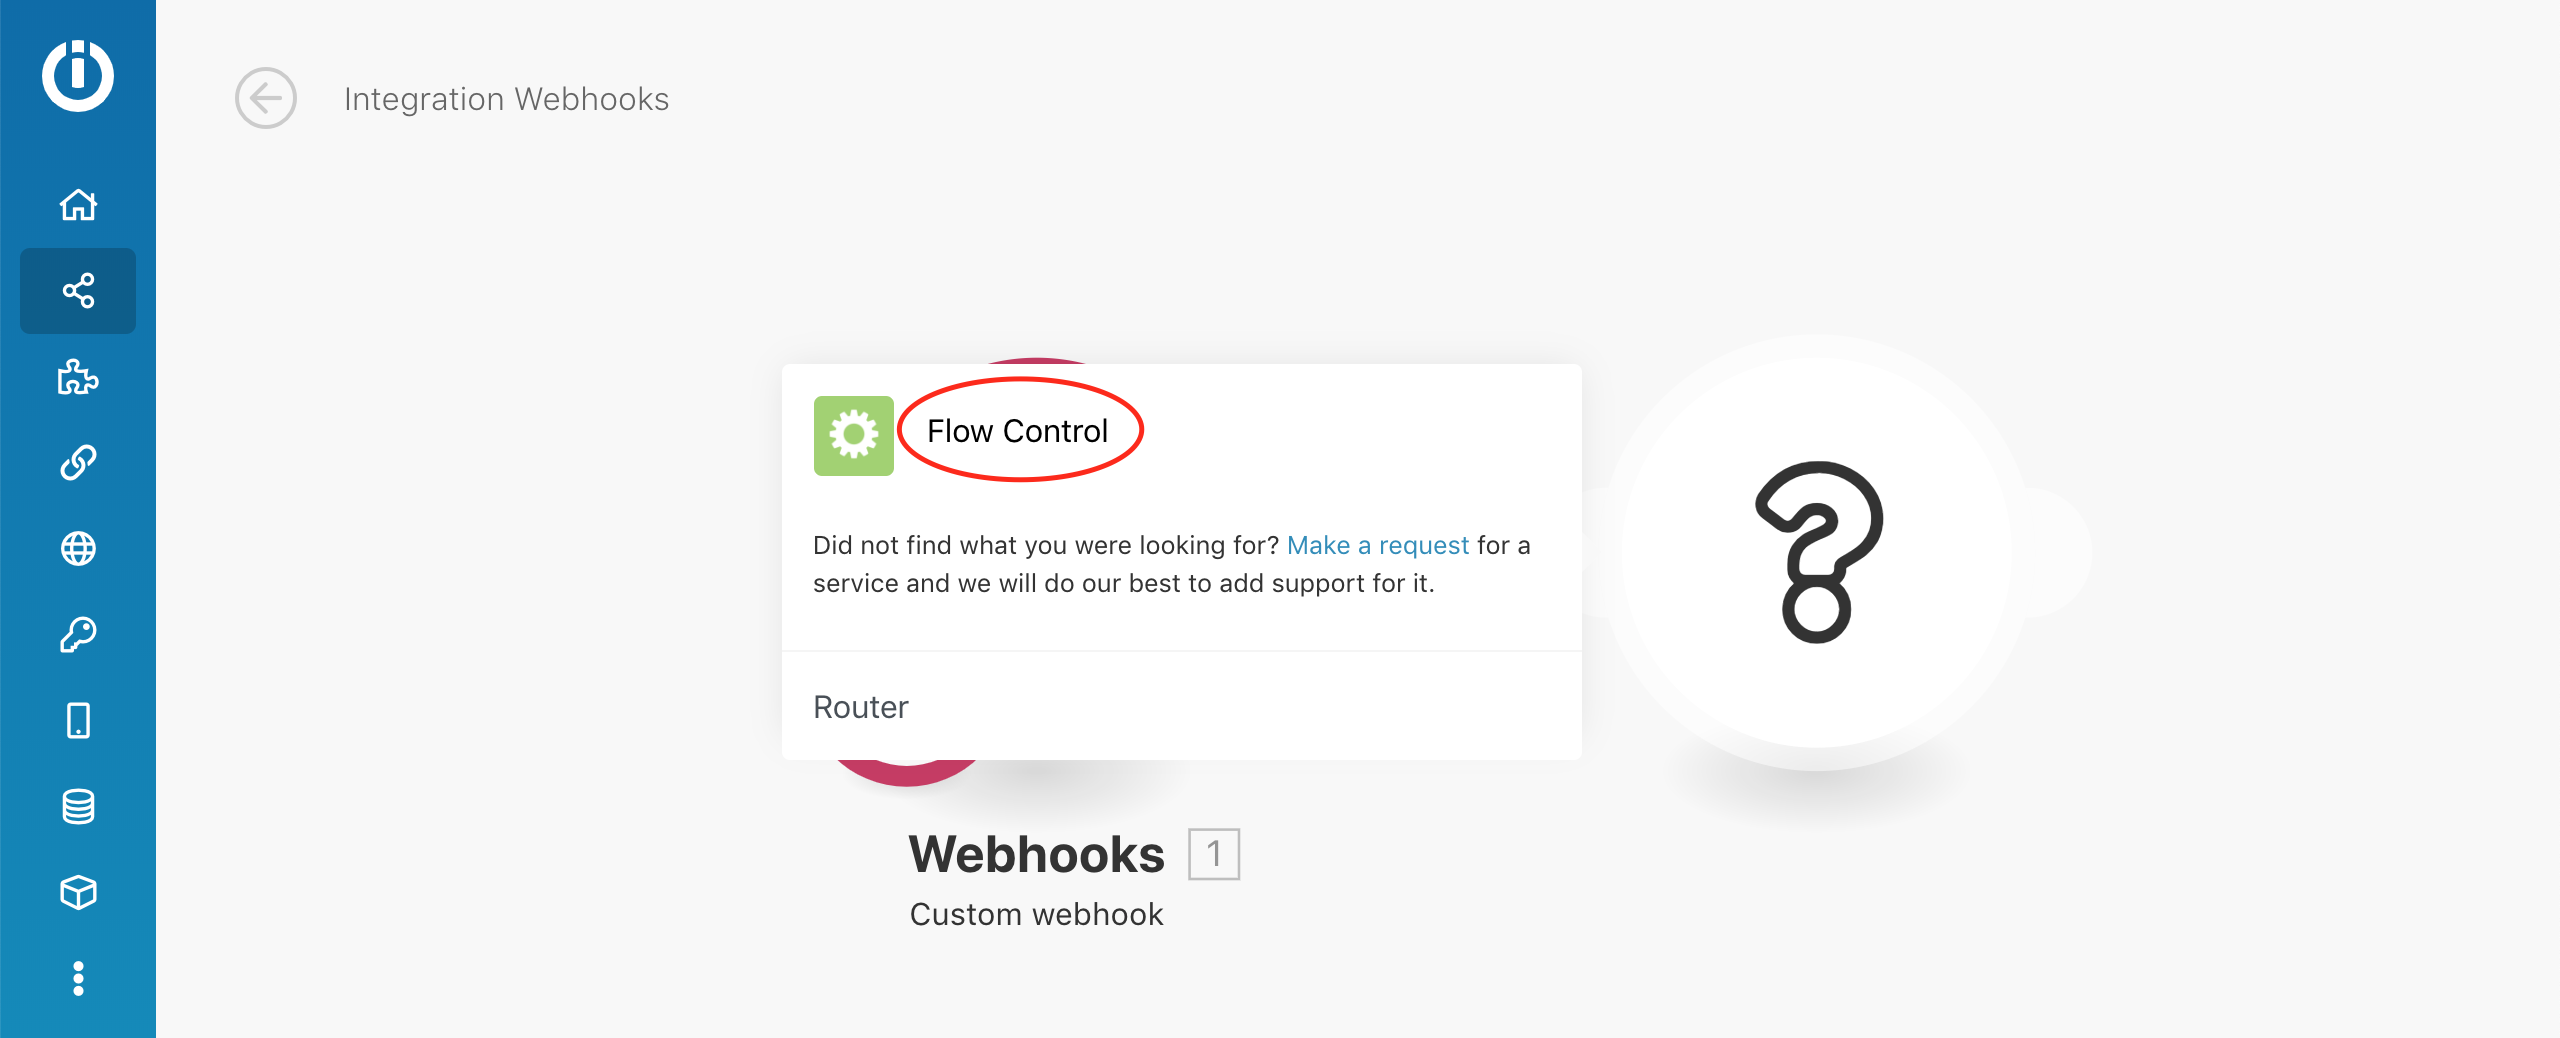 Integration Webhooks
Flow Control
Did not find what you were looking for? Make a request for a
service and we will do our best to add support for it.
Router
Webhooks 1
Custom webhook